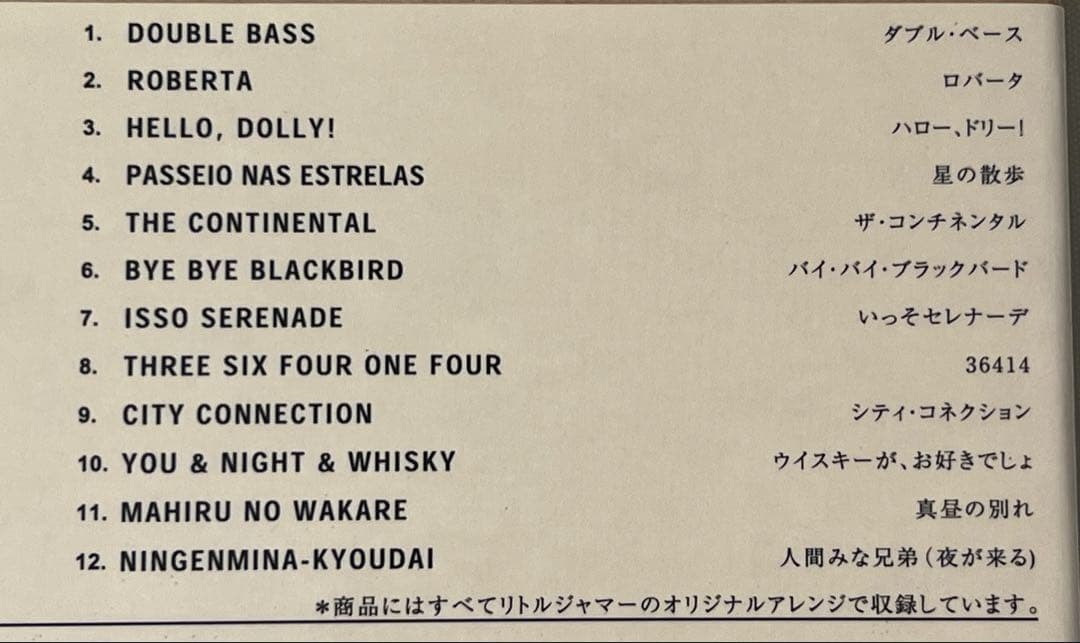 1. DOUBLE BASS ダブル・ベース
2. ROBERTA ロバータ
3. HELLO, DOLLY! ハロー、ドリー!
4. PASSEIO NAS ESTRELAS 星の散歩
5. THE CONTINENTAL ザ・コンチネンタル
6. BYE BYE BLACKBIRD バイ・バイ・ブラックバード
7. ISSO SERENADE いっそセレナーデ
8. THREE SIX FOUR ONE FOUR 36414
9. CITY CONNECTION シティ・コネクション
10. YOU & NIGHT & WHISKY ウイスキーが、お好きでしょ
11. MAHIRU NO WAKARE 真昼の別れ
12. NINGENMINA-KYOUDAI 人間みな兄弟(夜が来る)
*商品にはすべてリトルジャマーのオリジナルアレンジで収録しています。